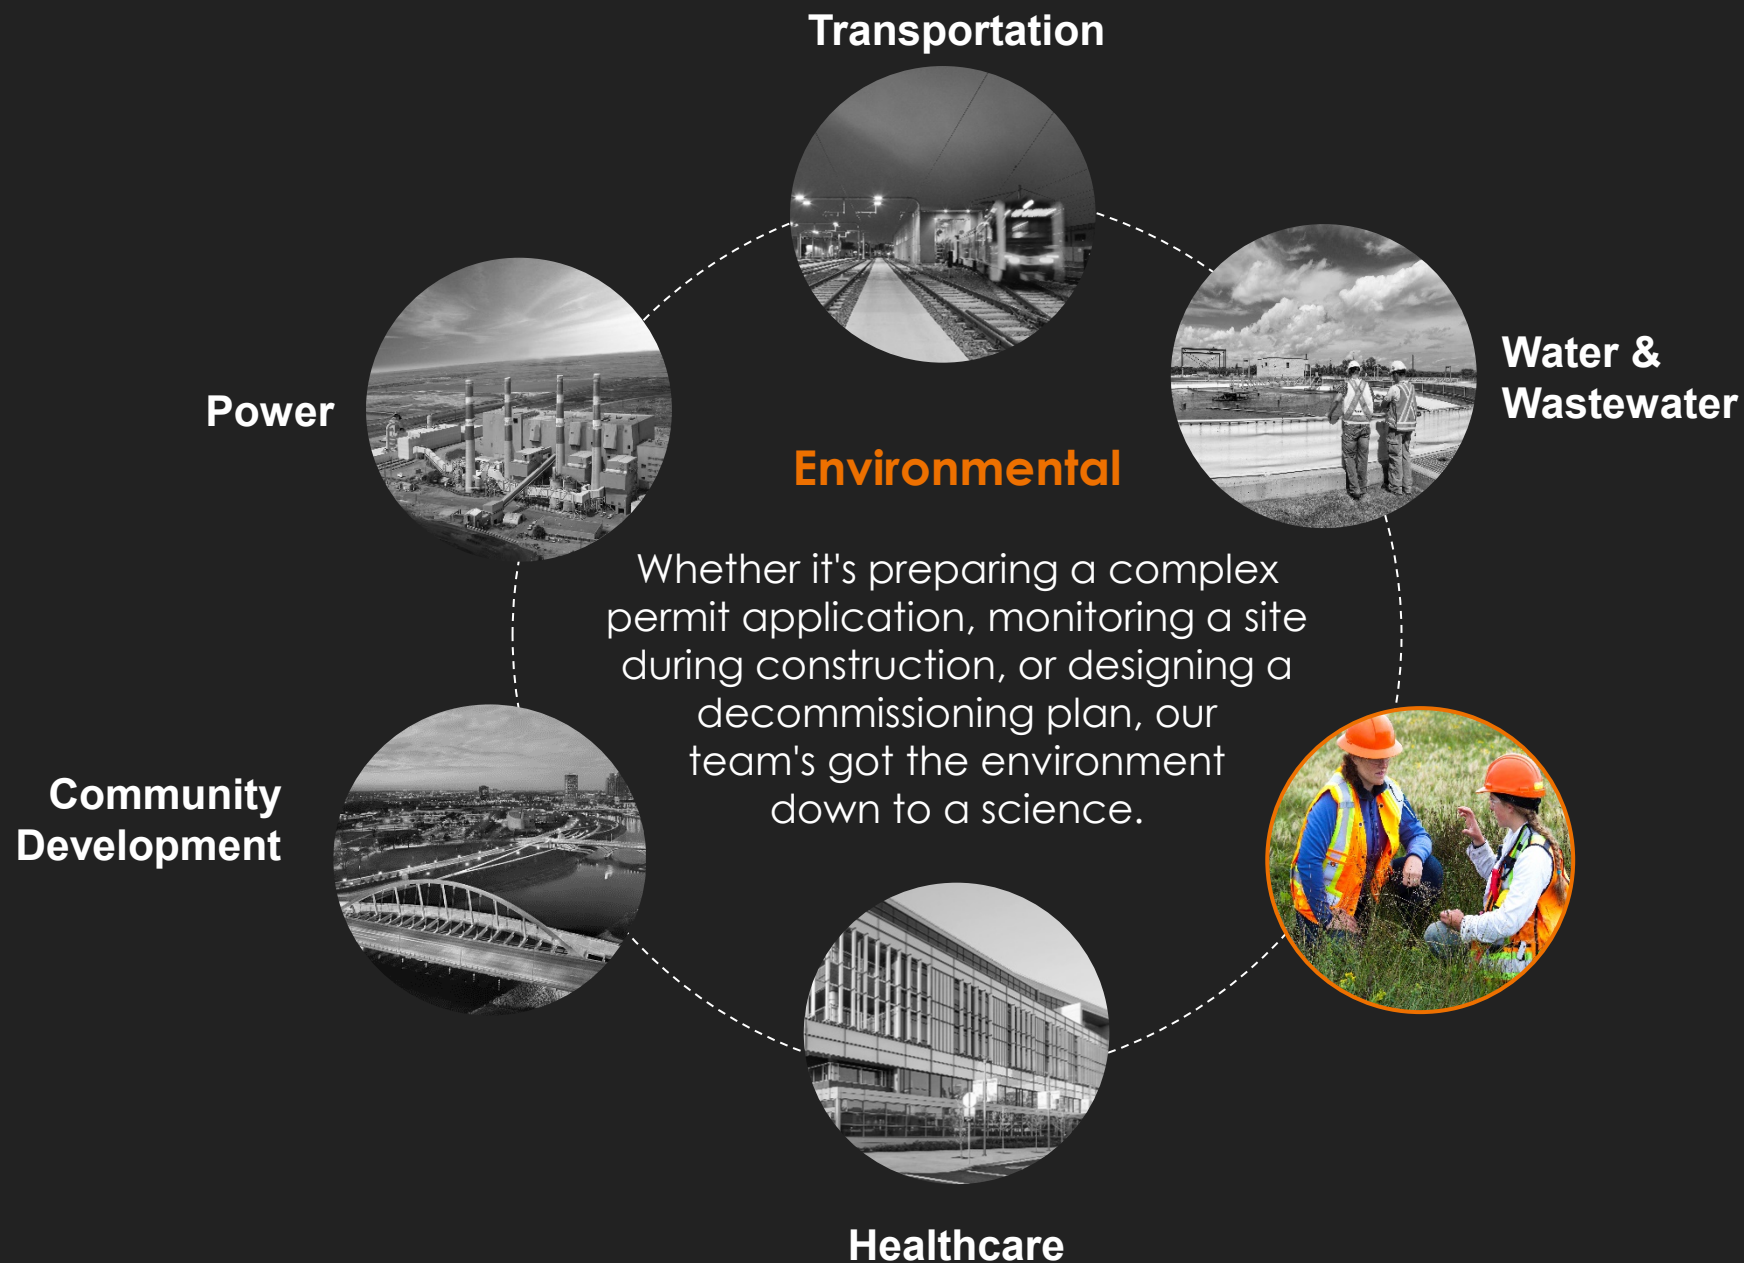 Transportation
Water &
Wastewater
Power
Environmental
Whether it's preparing a complex
permit application, monitoring a site
during construction, or designing a
decommissioning plan, our
team's got the environment
down to a science.
Community
Development
Healthcare